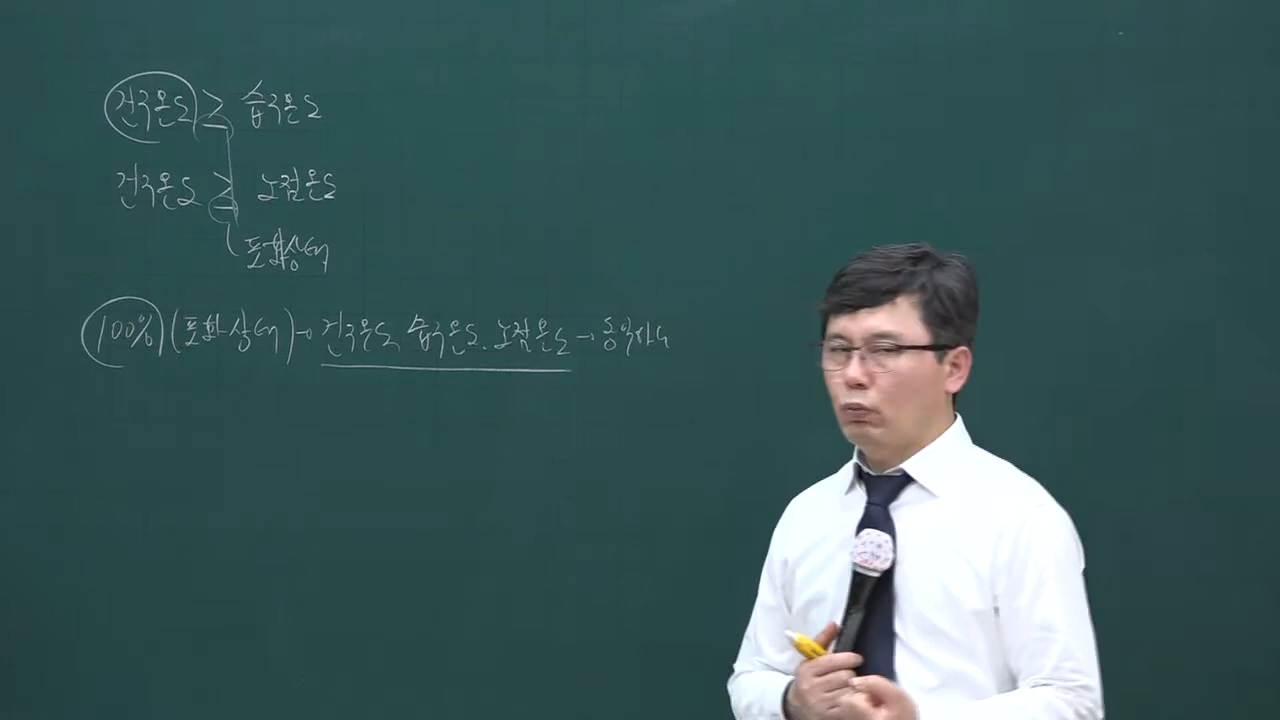 건구온도 ≥ 습구온도
건구온도 ≥ 노점온도
포화상태
100% (포화상태) → 건구온도, 습구온도, 노점온도 → 동일하다